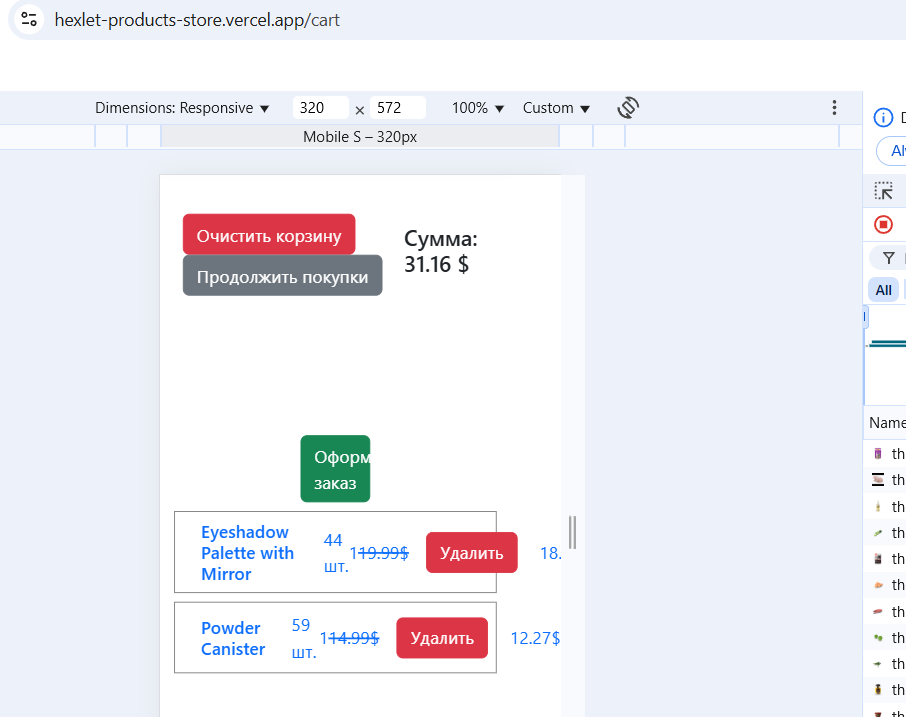 hexlet-products-store.vercel.app/cart
Dimensions: Responsive ▼ 320 × 572 100% ▼ Custom ▼
Mobile S – 320px
Очистить корзину
Продолжить покупки
Сумма:
31.16 $
Оформ
заказ
Eyeshadow
Palette with
Mirror
44
шт.
119.99$
Удалить
18.
Powder
Canister
59
шт.
114.99$
Удалить
12.27$
All
Name
th
th
th
th
th
th
th
th
th
th